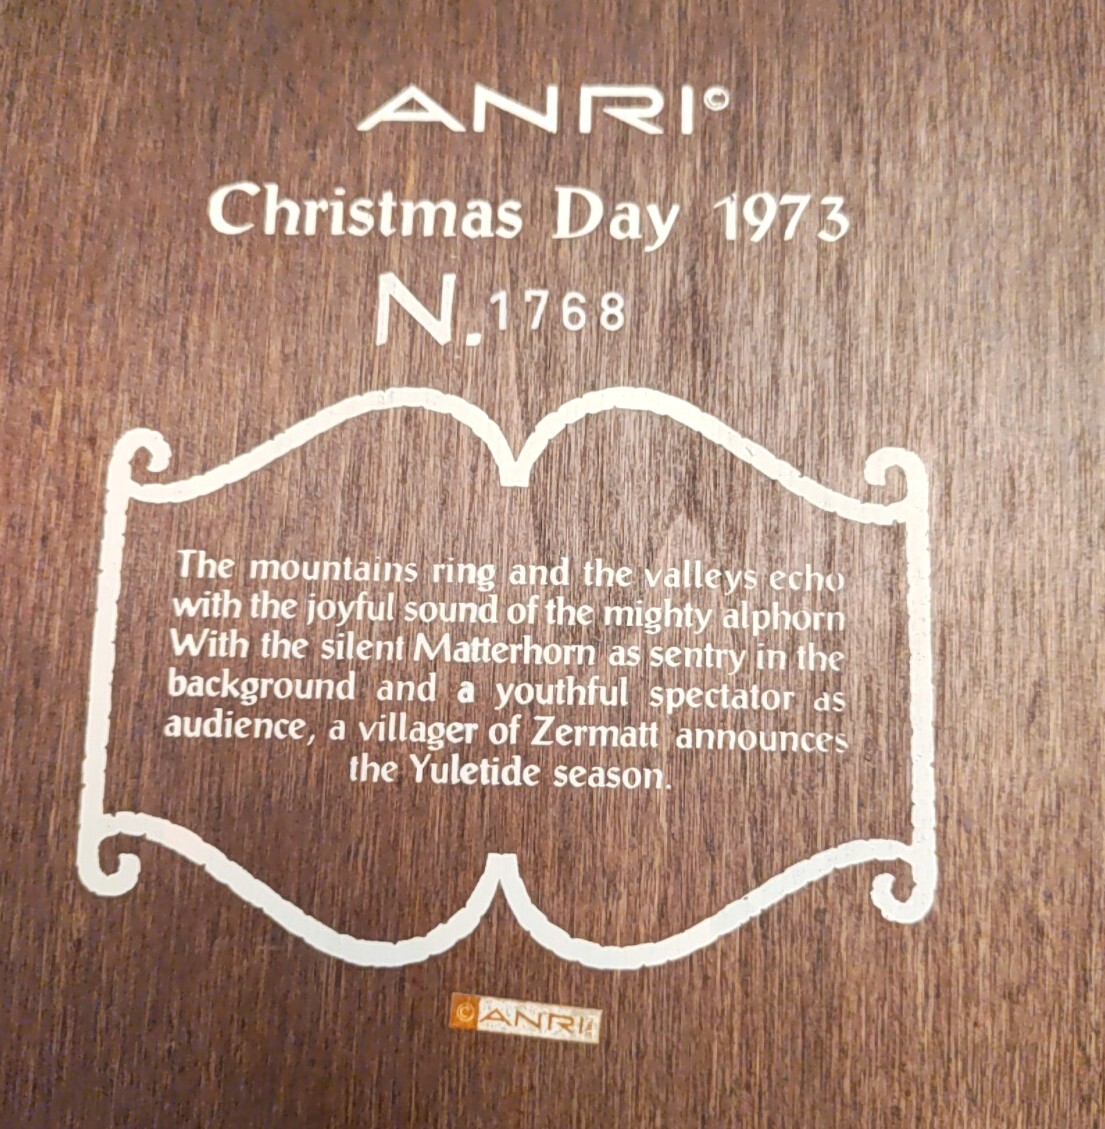 ANRI©
Christmas Day 1973
N. 1768
The mountains ring and the valleys echo
with the joyful sound of the mighty alphorn
With the silent Matterhorn as sentry in the
background and a youthful spectator as
audience, a villager of Zermatt announces
the Yuletide season.
©ANRI